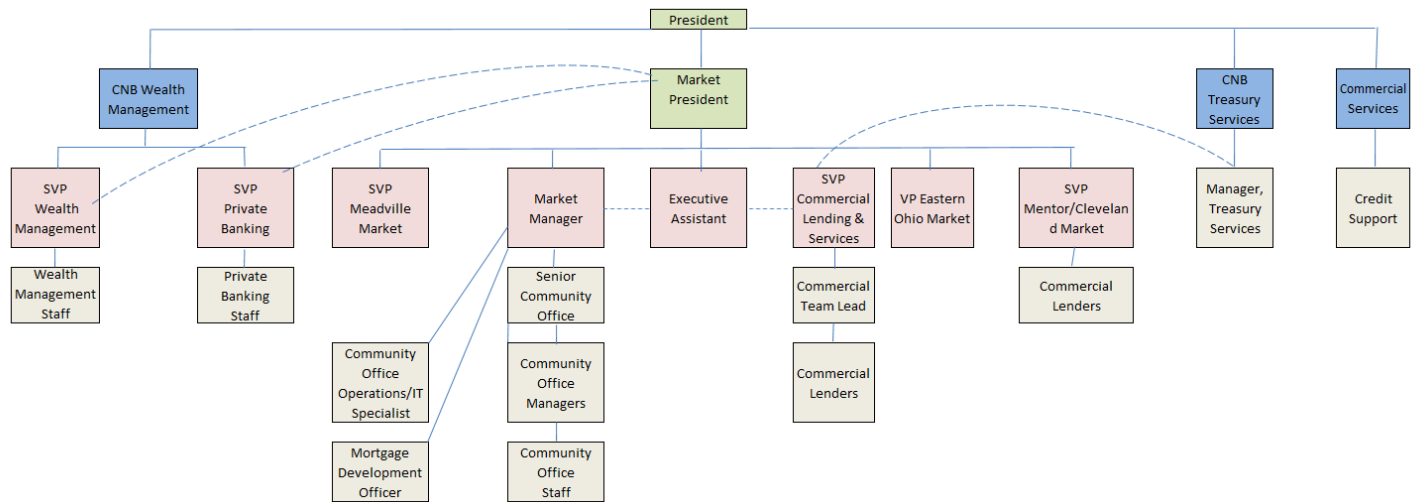 President
CNB Wealth
Management
Market
President
CNB
Treasury
Services
Commercial
Services
SVP
Wealth
Management
SVP
Private
Banking
SVP
Meadville
Market
Market
Manager
Executive
Assistant
SVP
Commercial
Lending &
Services
VP Eastern
Ohio Market
SVP
Mentor/Clevelan
d Market
Manager,
Treasury
Services
Credit
Support
Wealth
Management
Staff
Private
Banking
Staff
Senior
Community
Office
Commercial
Team Lead
Commercial
Lenders
Community
Office
Operations/IT
Specialist
Community
Office
Managers
Commercial
Lenders
Mortgage
Development
Officer
Community
Office
Staff